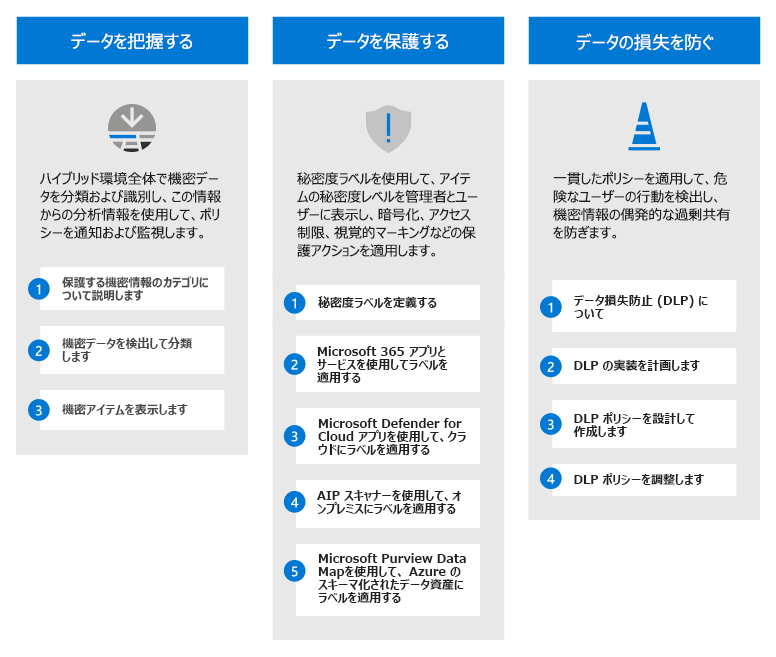 データを把握する
ハイブリッド環境全体で機密デー
タを分類および識別し、この情報
からの分析情報を使用して、ポリ
シーを通知および監視します。
1
保護する機密情報のカテゴリに
ついて説明します
2
機密データを検出して分類
します
3
機密アイテムを表示します
データを保護する
秘密度ラベルを使用して、アイテ
ムの秘密度レベルを管理者とユー
ザーに表示し、暗号化、アクセス
制限、視覚的マーキングなどの保
護アクションを適用します。
1
秘密度ラベルを定義する
2
Microsoft 365 アプリと
サービスを使用してラベルを
適用する
3
Microsoft Defender for
Cloud アプリを使用して、クラ
ウドにラベルを適用する
4
AIP スキャナーを使用して、オ
ンプレミスにラベルを適用する
5
Microsoft Purview Data
Mapを使用して、Azure の
スキーマ化されたデータ資産に
ラベルを適用する
データの損失を防ぐ
一貫したポリシーを適用して、危
険なユーザーの行動を検出し、
機密情報の偶発的な過剰共有
を防ぎます。
1
データ損失防止 (DLP) に
ついて
2
DLP の実装を計画します
3
DLP ポリシーを設計して
作成します
4
DLP ポリシーを調整します